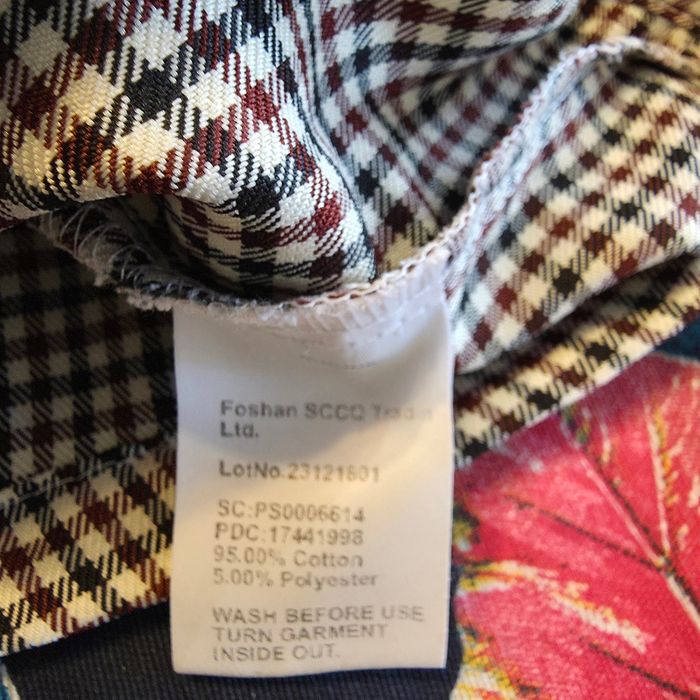 Foshan SCCQ
Ltd.
LotNo.23121601
SC:PS0006614
PDC:17441998
95.00% Cotton
5.00% Polyester
WASH BEFORE USE
TURN GARMENT
INSIDE OUT.